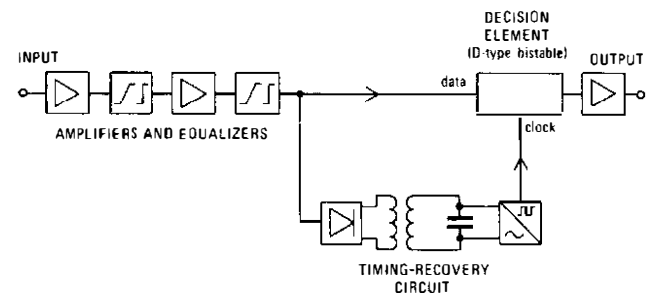 DECISION
ELEMENT
(D-type bistable)
INPUT
OUTPUT
data
AMPLIFIERS AND EQUALIZERS
clock
TIMING-RECOVERY
CIRCUIT